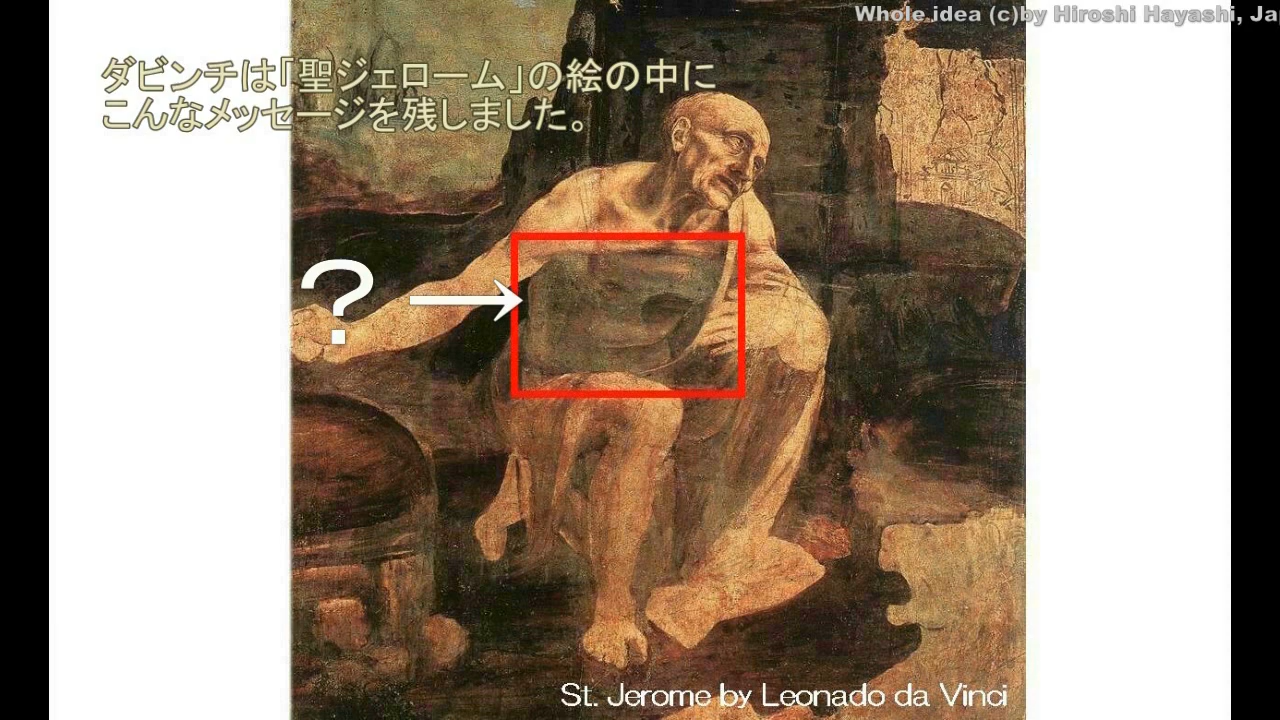 Whole idea (c)by Hiroshi Hayashi, Ja
ダビンチは「聖ジェローム」の絵の中に
こんなメッセージを残しました。
?
St. Jerome by Leonado da Vinci